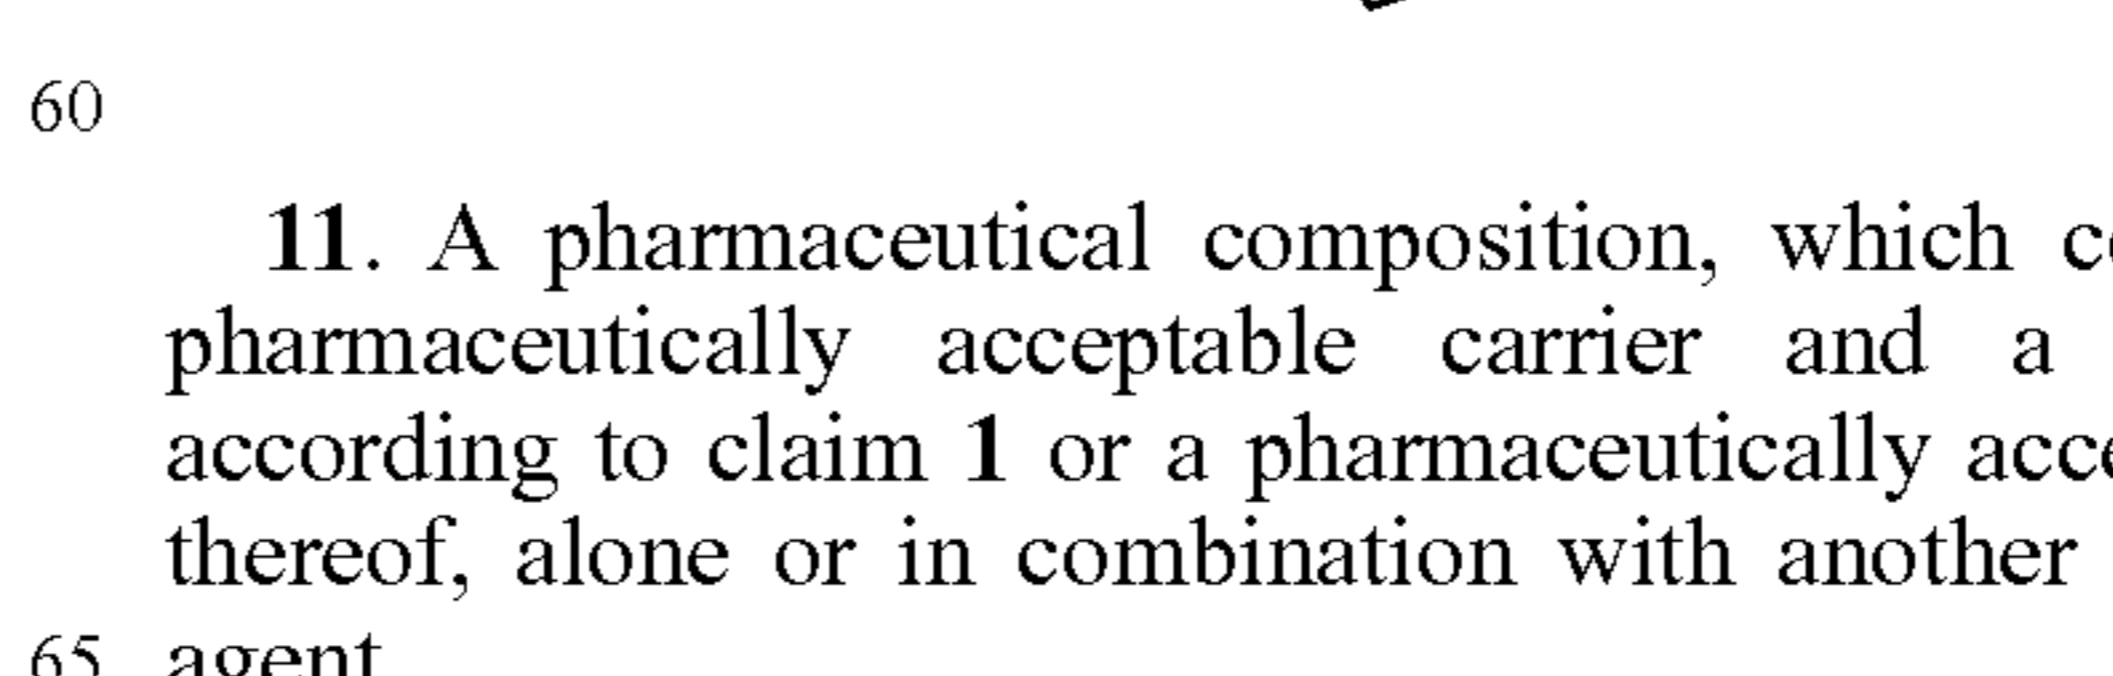 60
11. A pharmaceutical composition, which
pharmaceutically acceptable carrier and a
according to claim 1 or a pharmaceutically
thereof, alone or in combination with another
65 agent